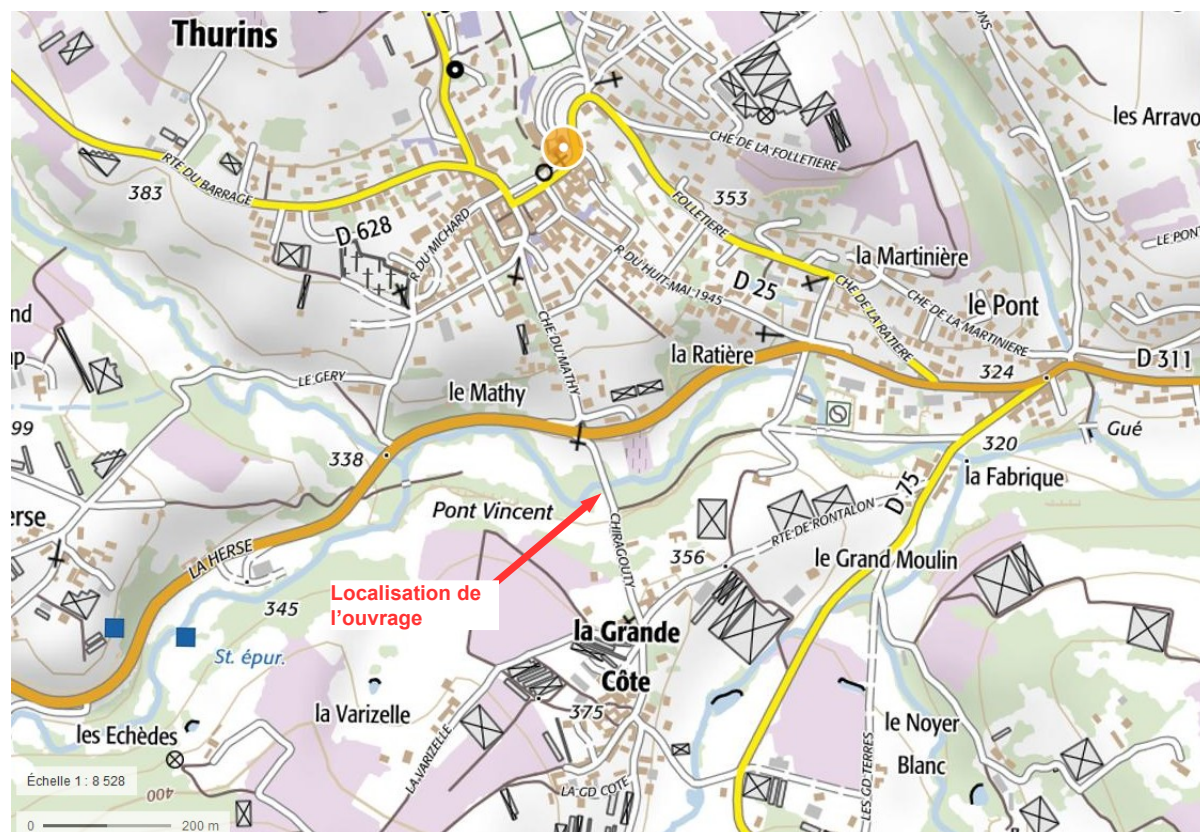 Thurins
les Arravo
CHE DE LA FOLLETIERE
RTE DU BARRAGE
383
353
FOLLETIERE
D 628
R DU MICHARD
la Martinière
R DU HUIT MAI 1945
D 25
CHE DE LA RATIERE
CHE DE LA MARTINIERE
le Pont
LE PONT
nd
ap
CHE DU MATHY
la Ratière
D 311
324
LE GERY
le Mathy
99
338
Gué
320
la Fabrique
D 75
Pont Vincent
CHIRAGOUTY
erse
LA HERSE
RTE DE RONTALON
356
le Grand Moulin
Localisation de
l'ouvrage
345
St. épur.
la Grande
Côte
375
la Varizelle
LA VARIZELLE
les Echèdes
le Noyer
Blanc
LES GD TERRES
LA GD COTE
Échelle 1 : 8 528
400
0 200 m